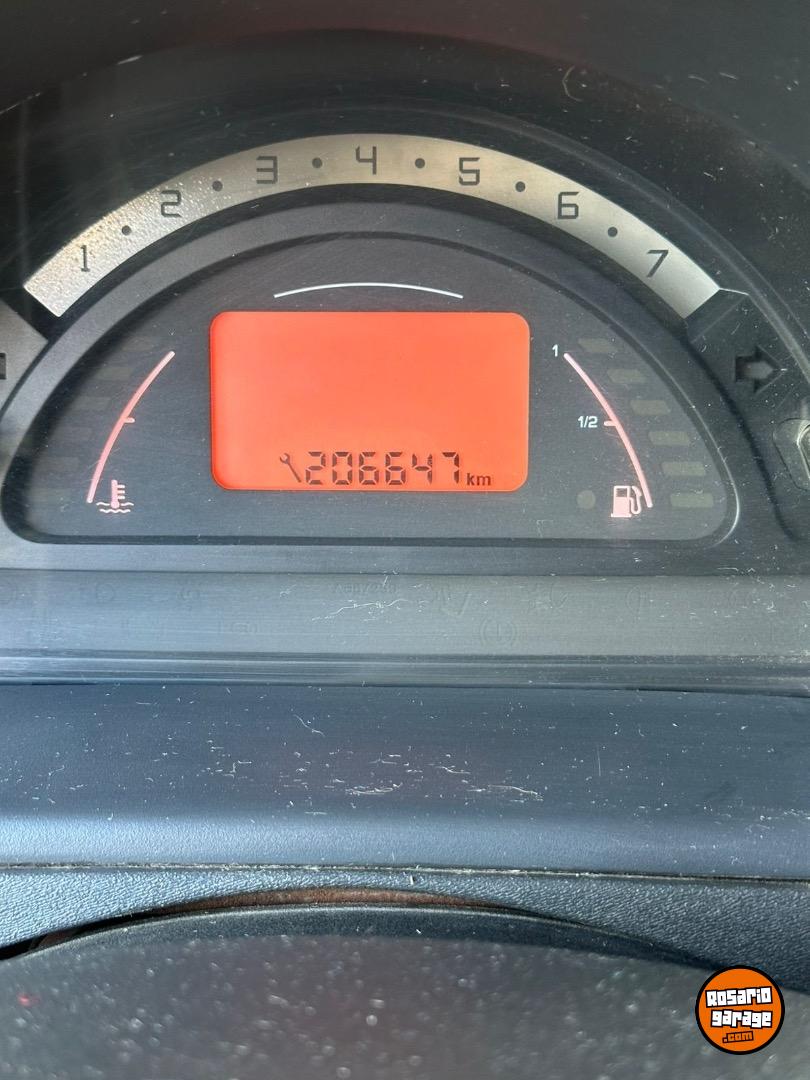 1 2 3 4 5 6 7
1
1/2
206647 km
Rosario
garage
.com